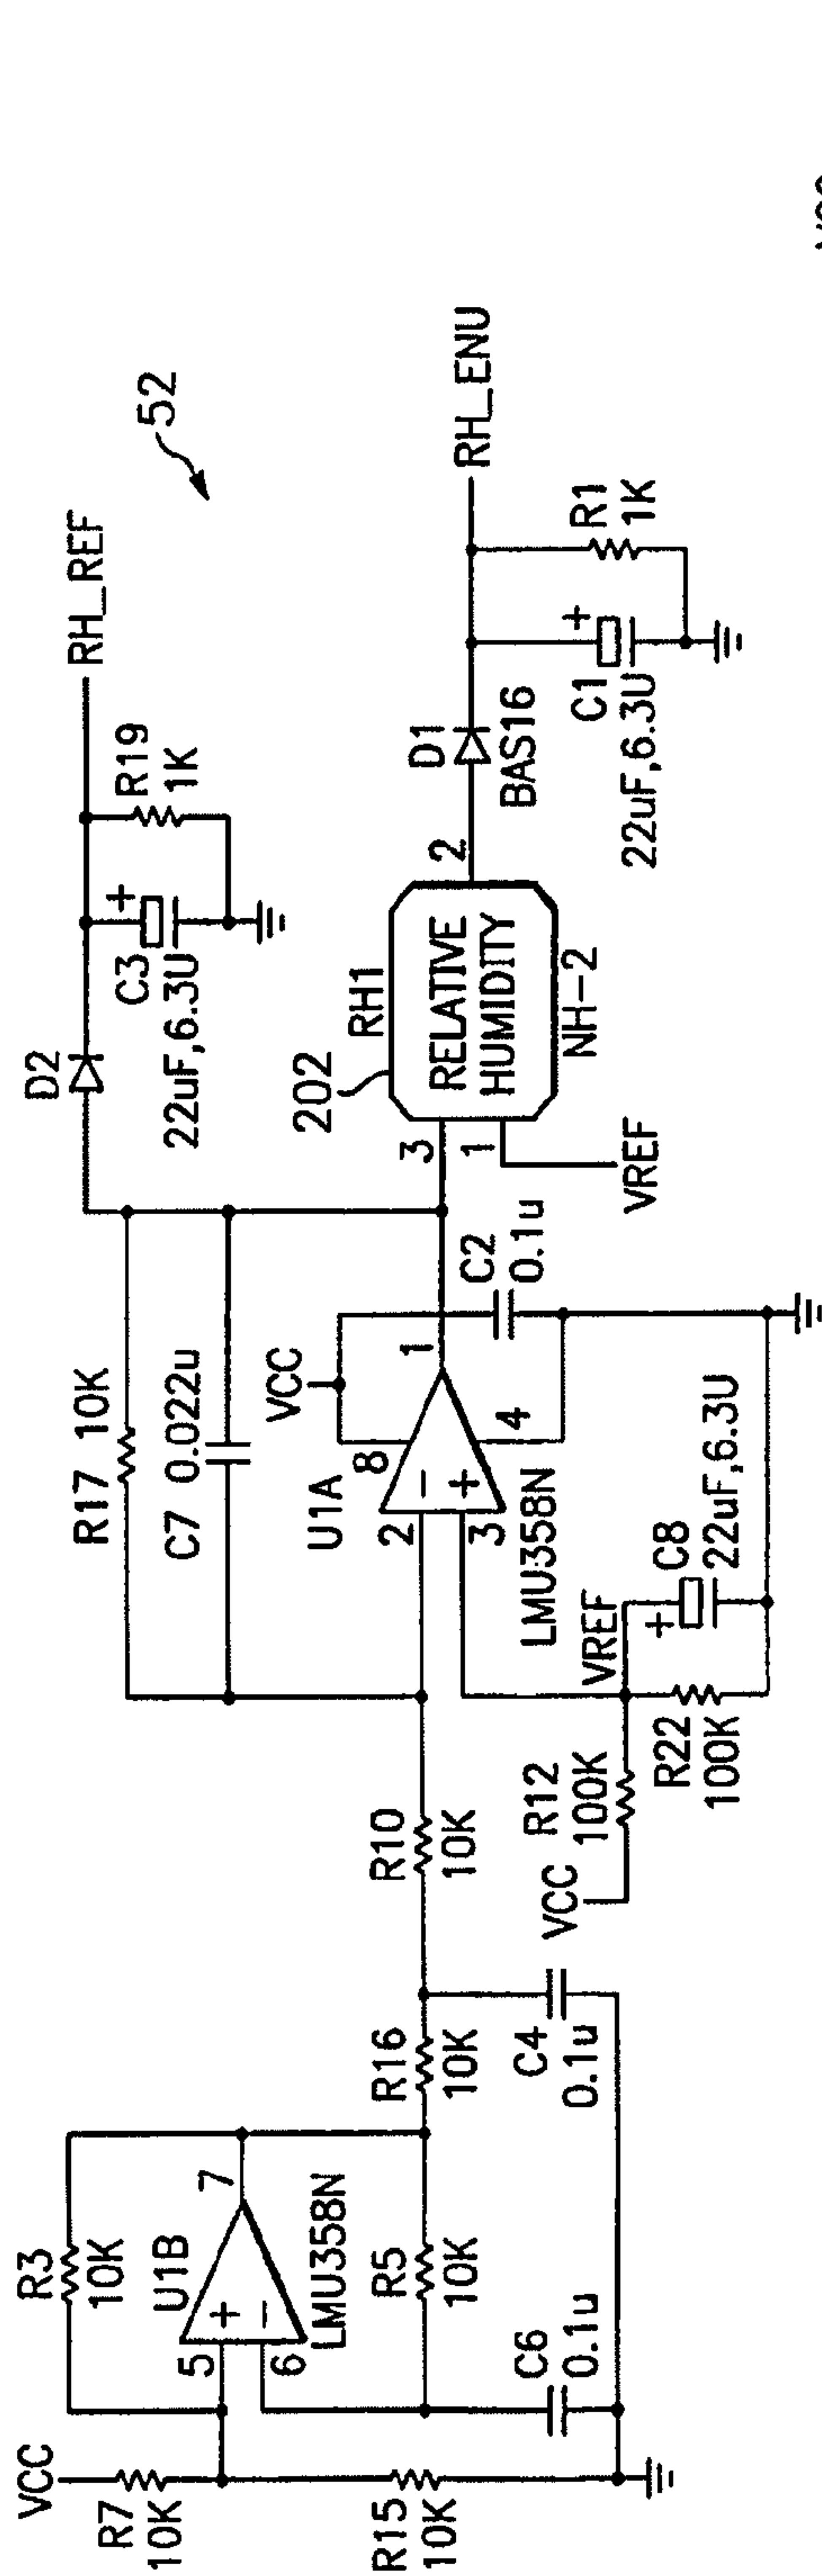 52
RH_REF
R19
1K
+
C3
22uF,6.3U
D2
RH_ENU
R1
1K
+
C1
22uF,6.3U
D1
BAS16
2
RH1
202
RELATIVE
HUMIDITY
NH-2
3
1
VREF
R17 10K
C7 0.022u
VCC
C2
0.1u
1
8
4
U1A
2
-
+
3
LMU358N
VREF
+
C8
22uF,6.3U
R22
100K
R12
100K
VCC
R10
10K
R16
10K
C4
0.1u
R3
10K
U1B
7
5
+
-
6
LMU358N
R5
10K
C6
0.1u
VCC
R7
10K
R15
10K